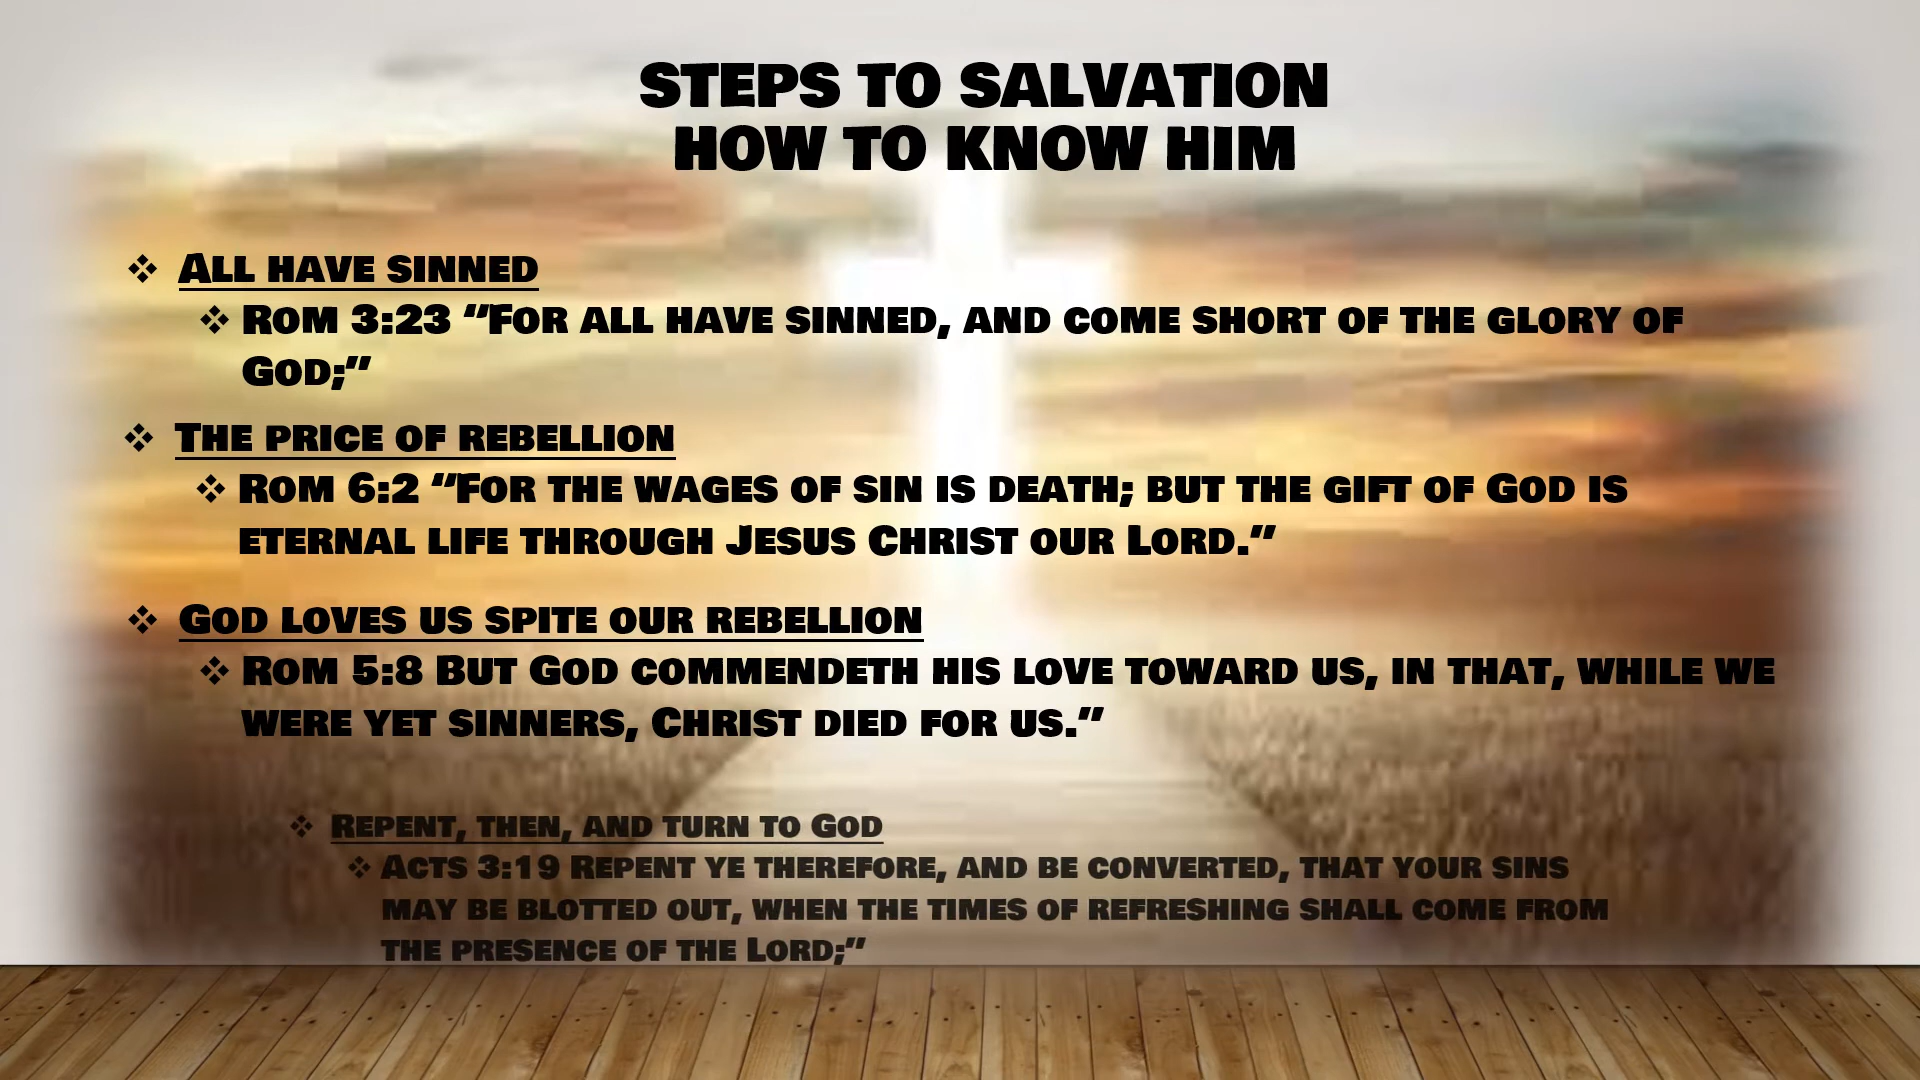 STEPS TO SALVATION
HOW TO KNOW HIM
❖ All have sinned
❖ Rom 3:23 “For all have sinned, and come short of the glory of
God;”
❖ The price of rebellion
❖ Rom 6:2 “For the wages of sin is death; but the gift of God is
eternal life through Jesus Christ our Lord.”
❖ God loves us spite our rebellion
❖ Rom 5:8 But God commendeth his love toward us, in that, while we
were yet sinners, Christ died for us.”
❖ Repent, then, and turn to God
❖ Acts 3:19 Repent ye therefore, and be converted, that your sins
may be blotted out, when the times of refreshing shall come from
the presence of the Lord;”